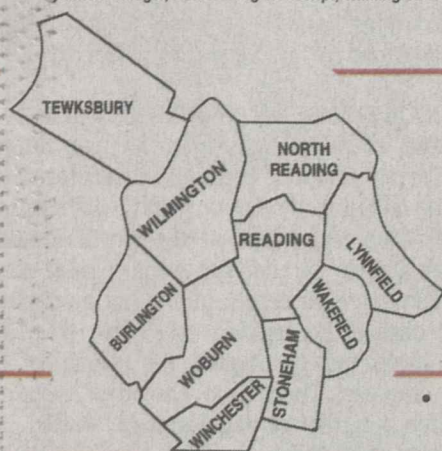 TEWKSBURY
NORTH
READING
WILMINGTON
READING
LYNNFIELD
BURLINGTON
WAKEFIELD
WOBURN
STONEHAM
WINCHESTER